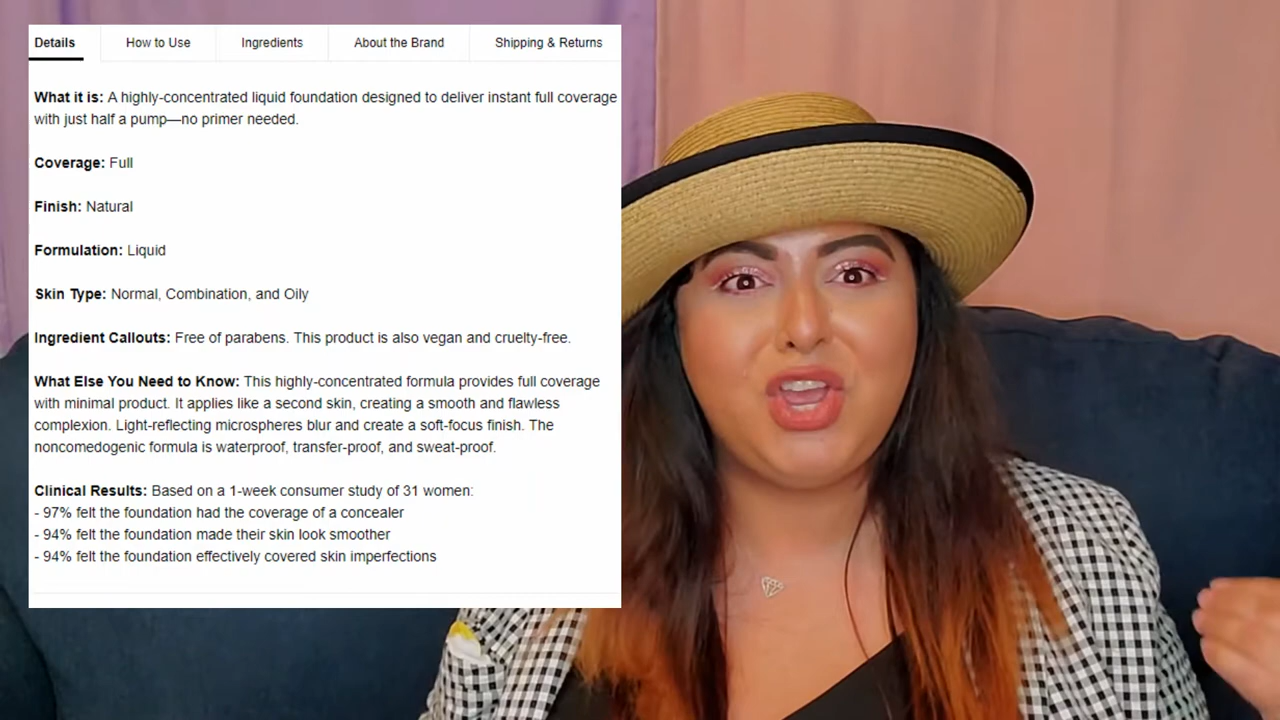 Details How to Use Ingredients About the Brand Shipping & Returns
What it is: A highly-concentrated liquid foundation designed to deliver instant full coverage
with just half a pump—no primer needed.
Coverage: Full
Finish: Natural
Formulation: Liquid
Skin Type: Normal, Combination, and Oily
Ingredient Callouts: Free of parabens. This product is also vegan and cruelty-free.
What Else You Need to Know: This highly-concentrated formula provides full coverage
with minimal product. It applies like a second skin, creating a smooth and flawless
complexion. Light-reflecting microspheres blur and create a soft-focus finish. The
noncomedogenic formula is waterproof, transfer-proof, and sweat-proof.
Clinical Results: Based on a 1-week consumer study of 31 women:
- 97% felt the foundation had the coverage of a concealer
- 94% felt the foundation made their skin look smoother
- 94% felt the foundation effectively covered skin imperfections